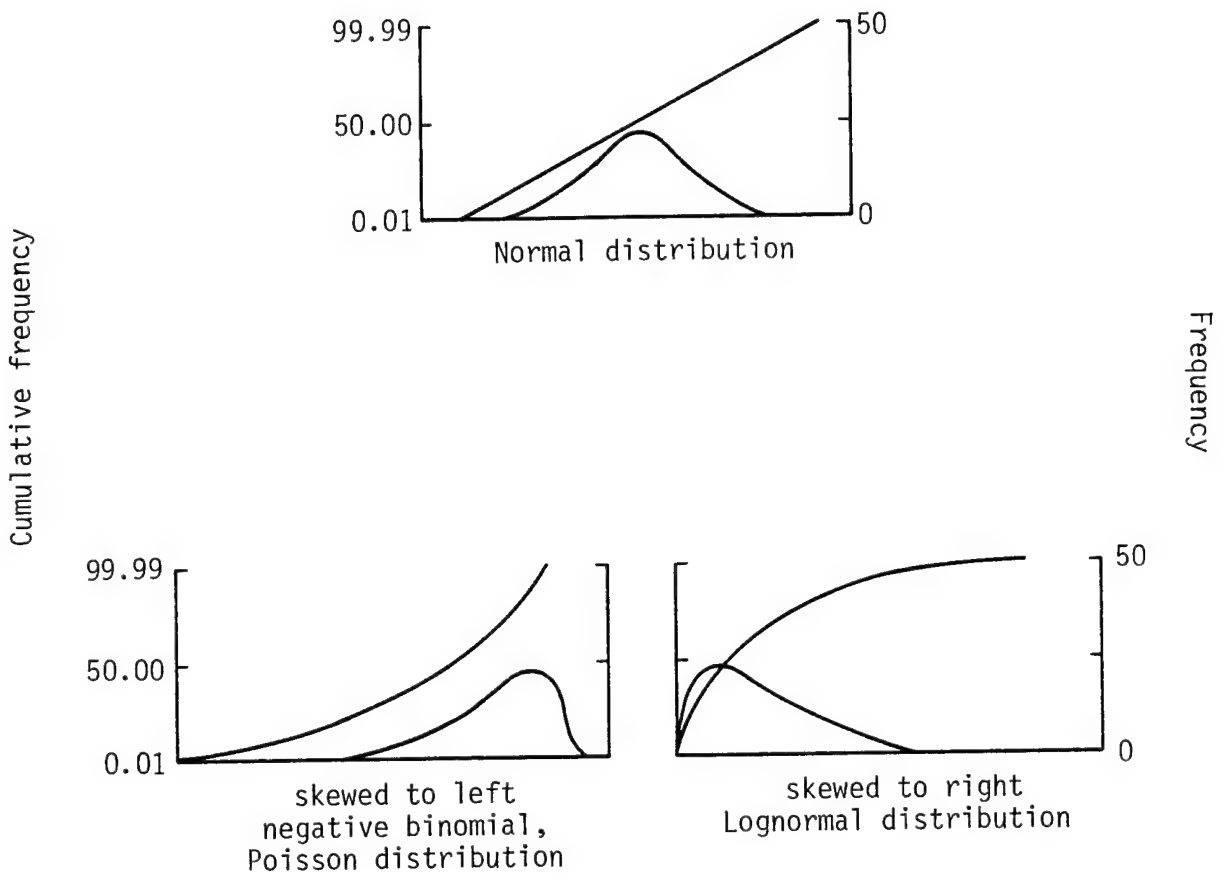 99.99
50.00
0.01
50
0
Normal distribution
Cumulative frequency
Frequency
99.99
50.00
0.01
skewed to left
negative binomial,
Poisson distribution
50
0
skewed to right
Lognormal distribution